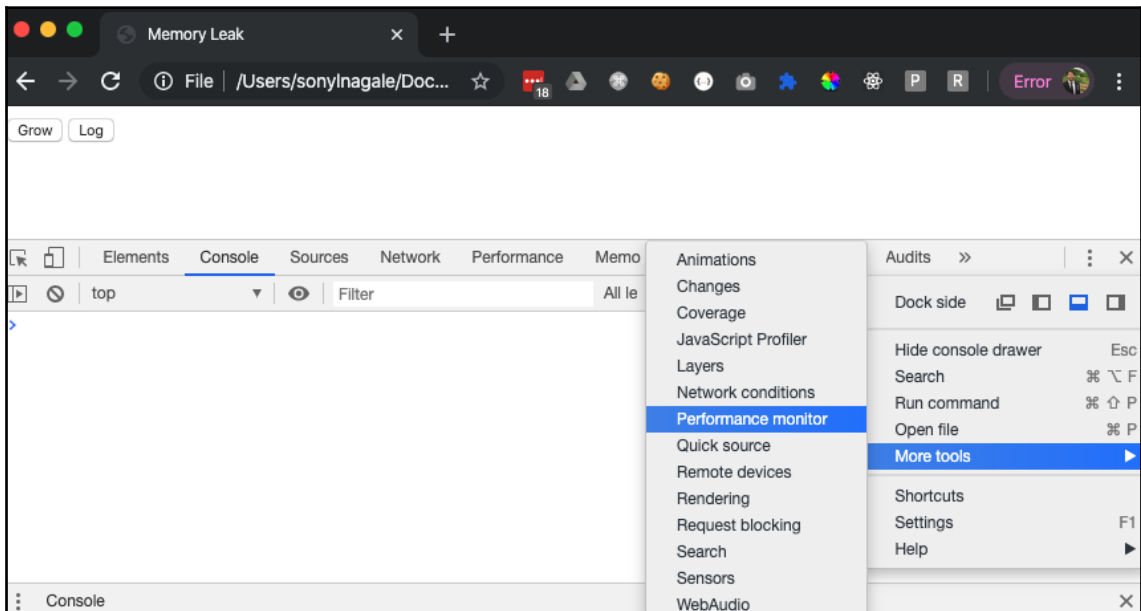 Memory Leak
File /Users/sonylnagale/Doc...
18
P
R
Error
Grow Log
Elements Console Sources Network Performance Memo
Audits »
top Filter All le
Animations
Changes
Coverage
JavaScript Profiler
Layers
Network conditions
Performance monitor
Quick source
Remote devices
Rendering
Request blocking
Search
Sensors
WebAudio
Dock side
Hide console drawer Esc
Search ⌘ ⌥ F
Run command ⌘ ⇧ P
Open file ⌘ P
More tools
Shortcuts
Settings F1
Help
Console